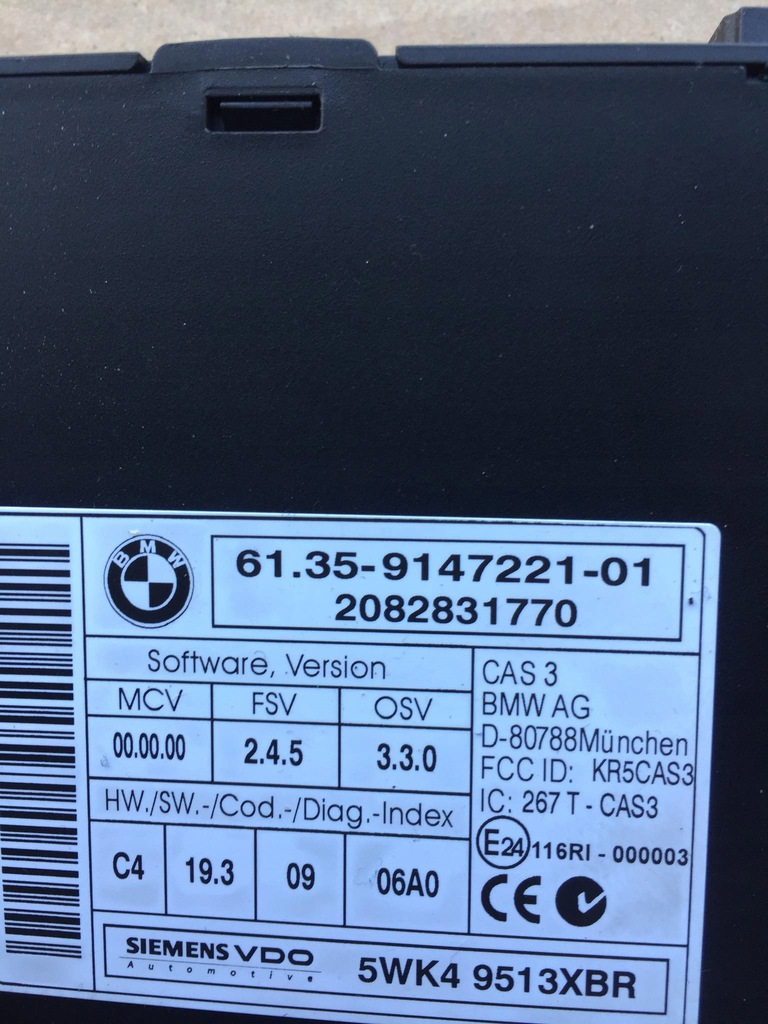 BMW
61.35-9147221-01
2082831770
Software, Version
MCV FSV OSV
00.00.00 2.4.5 3.3.0
HW./SW.-/Cod.-/Diag.-Index
C4 19.3 09 06A0
CAS 3
BMW AG
D-80788München
FCC ID: KR5CAS3
IC: 267 T - CAS3
E24 116RI - 000003
CE
SIEMENS VDO
Automotive
5WK4 9513XBR